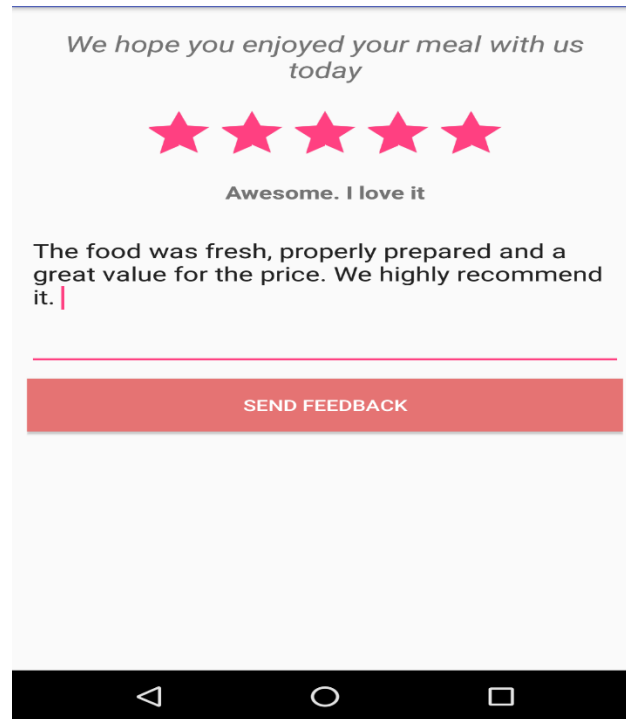 We hope you enjoyed your meal with us
today
Awesome. I love it
The food was fresh, properly prepared and a
great value for the price. We highly recommend
it.
SEND FEEDBACK